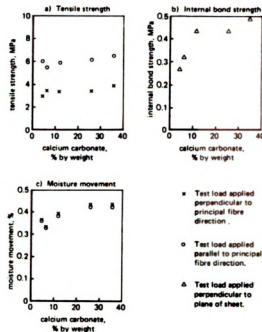 a) Tensile strength
tensile strength, MPa
10
8
6
4
2
0
0 10 20 30 40
calcium carbonate,
% by weight
b) Internal bond strength
internal bond strength, MPa
0.5
0.4
0.3
0.2
0.1
0
0 10 20 30 40
calcium carbonate,
% by weight
c) Moisture movement
moisture movement, %
0.5
0.4
0.3
0.2
0.1
0
0 10 20 30 40
calcium carbonate,
% by weight
× Test load applied
perpendicular to
principal fibre
direction.
o Test load applied
parallel to principal
fibre direction.
△ Test load applied
perpendicular to
plane of sheet.